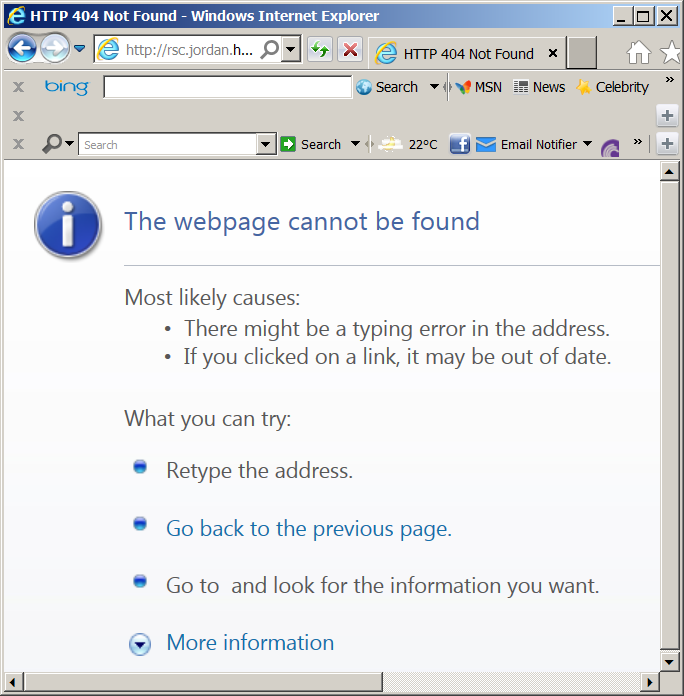 HTTP 404 Not Found - Windows Internet Explorer
http://rsc.jordan.h... HTTP 404 Not Found
bing Search MSN News Celebrity »
Search Search 22°C Email Notifier »
The webpage cannot be found
Most likely causes:
• There might be a typing error in the address.
• If you clicked on a link, it may be out of date.
What you can try:
Retype the address.
Go back to the previous page.
Go to  and look for the information you want.
More information